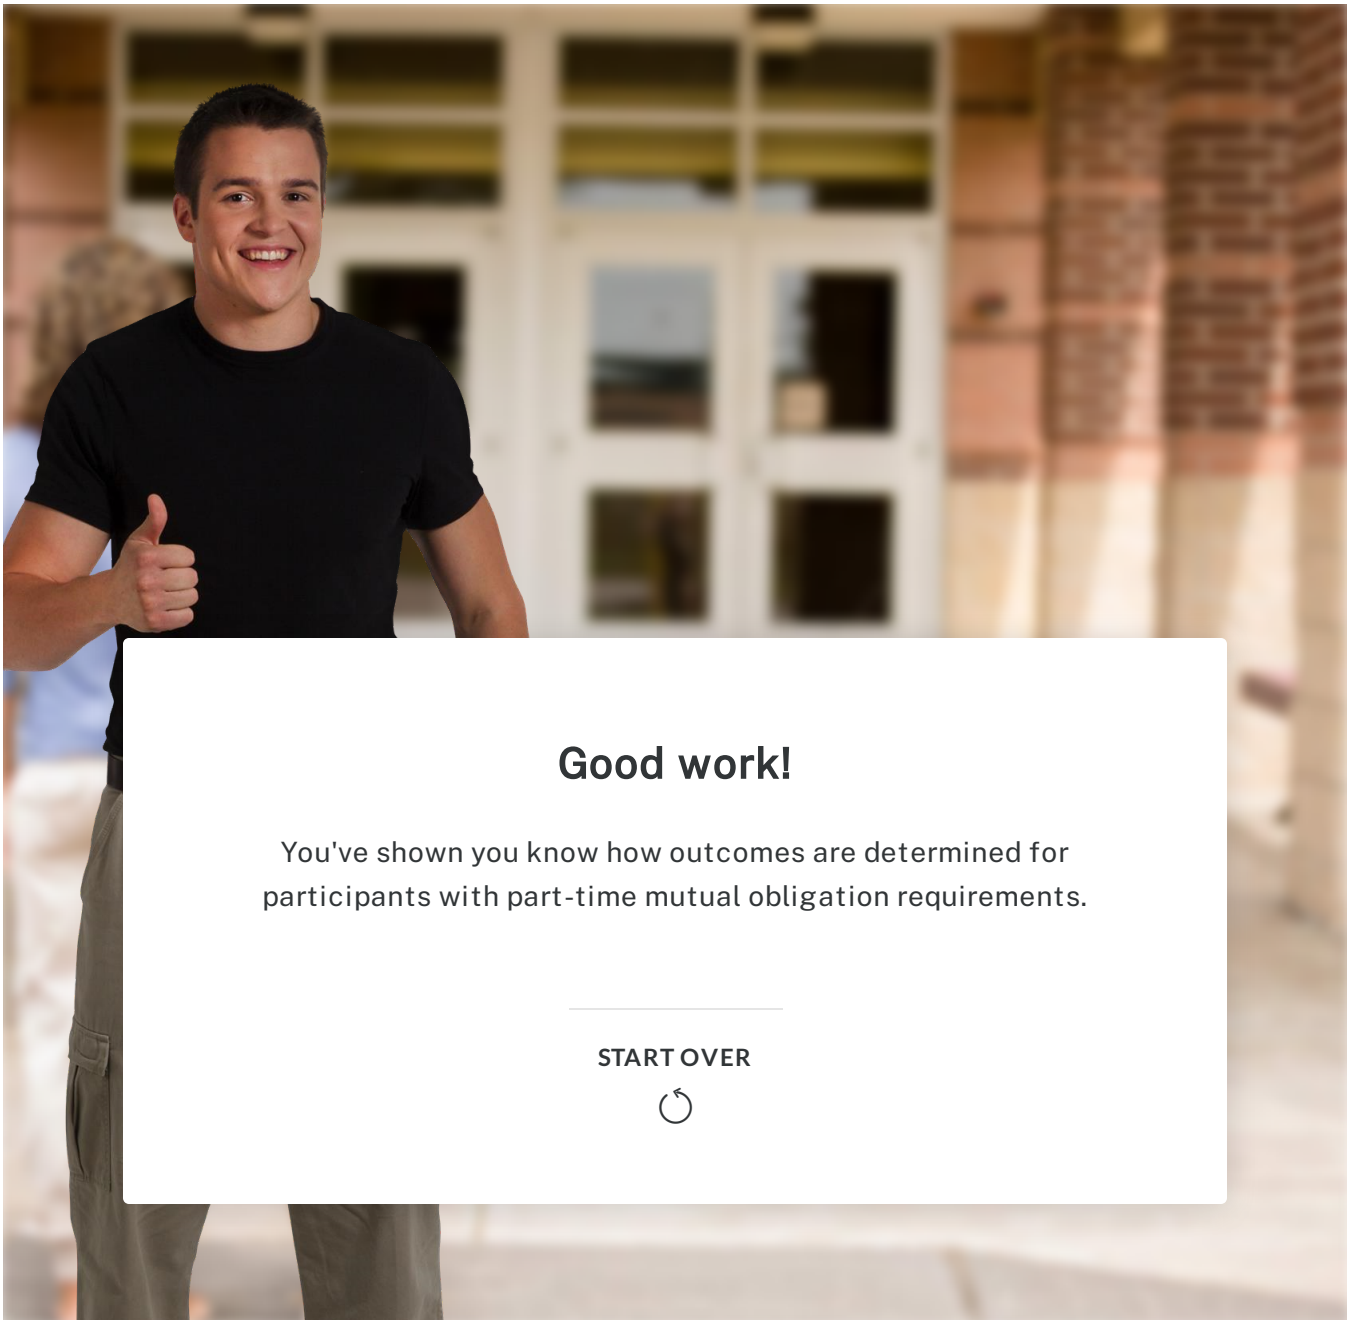 Good work!
You've shown you know how outcomes are determined for
participants with part-time mutual obligation requirements.
START OVER